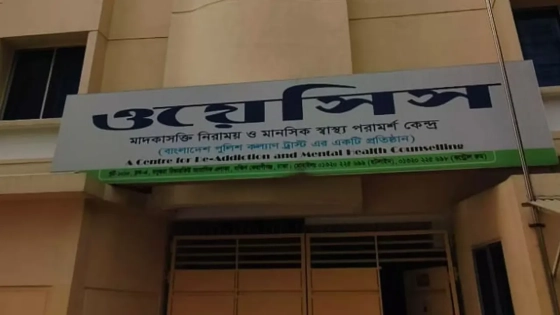 ওয়েসিস
মাদকাসক্তি নিরাময় ও মানসিক স্বাস্থ্য পরামর্শ কেন্দ্র
(বাংলাদেশ পুলিশ কল্যাণ ট্রাস্ট এর একটি প্রতিষ্ঠান)
A Centre for De-Addiction and Mental Health Counselling